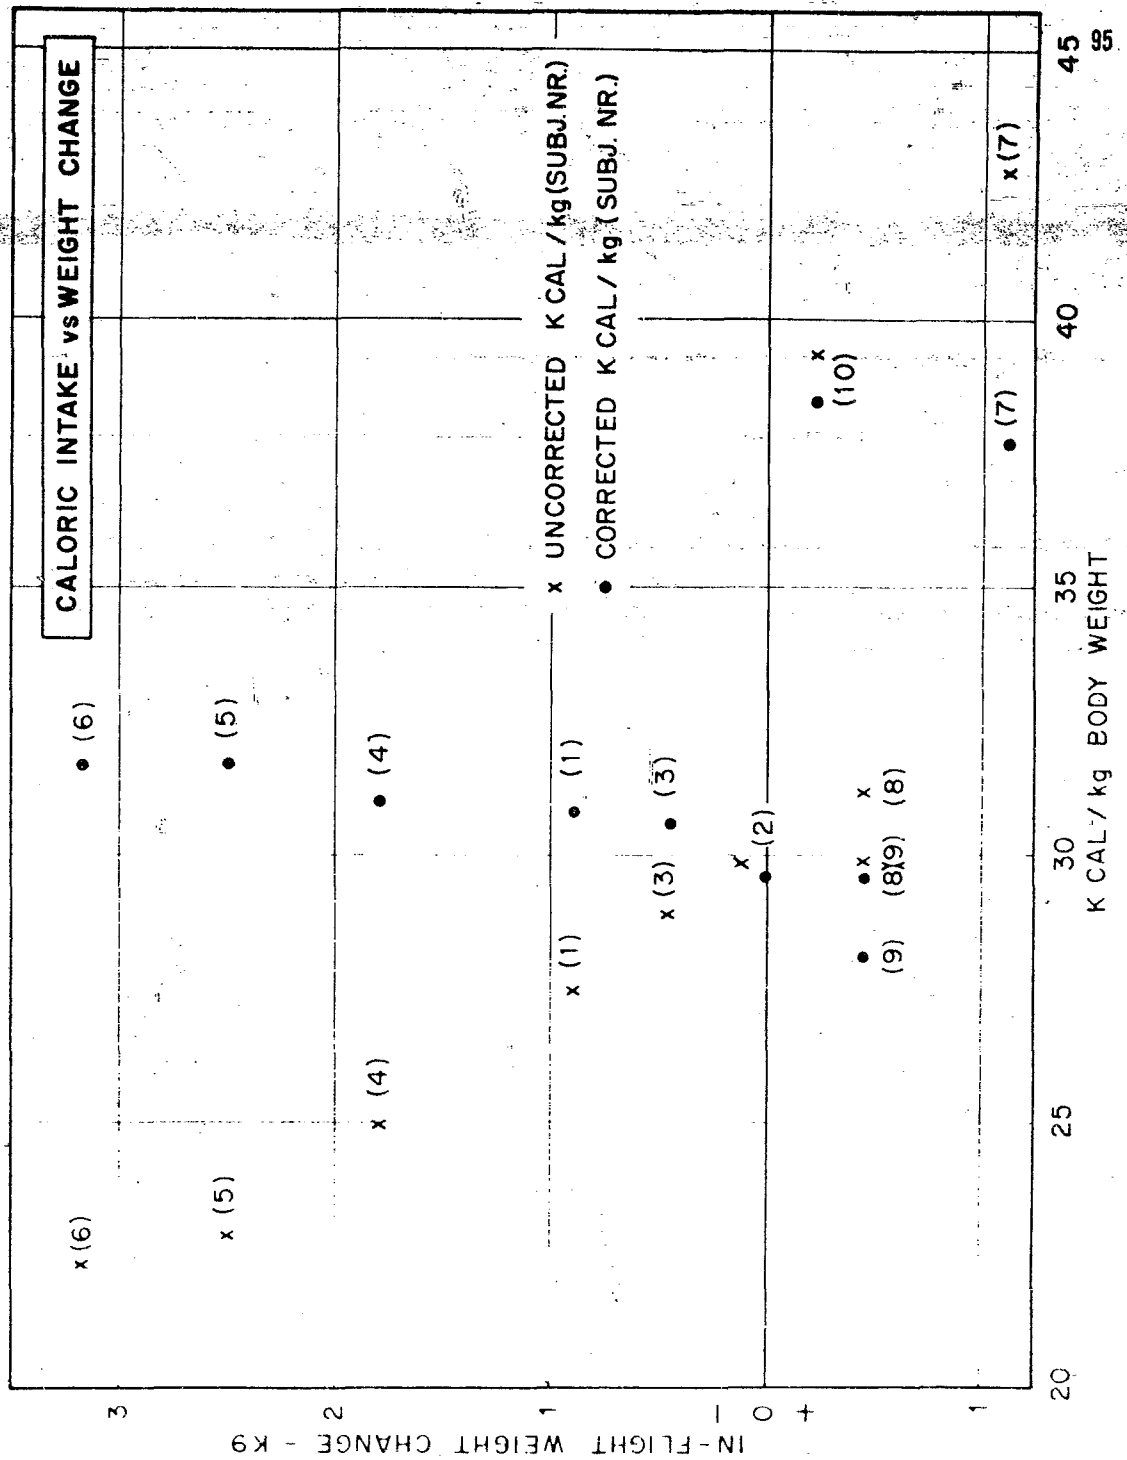 95
CALORIC INTAKE vs WEIGHT CHANGE
x UNCORRECTED K CAL/kg (SUBJ. NR.)
● CORRECTED K CAL/kg (SUBJ. NR.)
IN-FLIGHT WEIGHT CHANGE - K9
3
2
1
−
0
+
1
x (6)
x (5)
x (4)
x (1)
x (3)
x
(2)
(6)
(5)
(4)
(1)
(3)
x
(8)
x
(9)
(8)
(9)
x
(10)
x (7)
(7)
20
25
30
35
40
45
K CAL / kg BODY WEIGHT